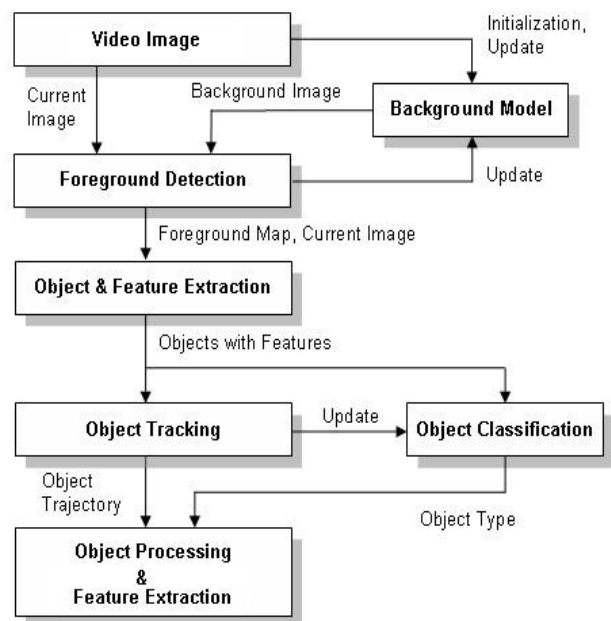 Video Image
Initialization,
Update
Current
Image
Background Image
Background Model
Foreground Detection
Update
Foreground Map, Current Image
Object & Feature Extraction
Objects with Features
Object Tracking
Update
Object Classification
Object
Trajectory
Object Type
Object Processing
&
Feature Extraction